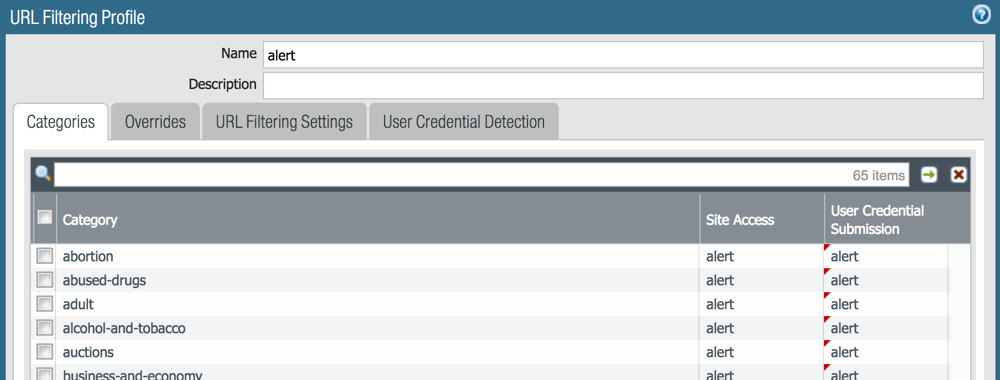 URL Filtering Profile
?
Name alert
Description
Categories Overrides URL Filtering Settings User Credential Detection
65 items
Category Site Access User Credential
Submission
abortion alert alert
abused-drugs alert alert
adult alert alert
alcohol-and-tobacco alert alert
auctions alert alert
business-and-economy alert alert